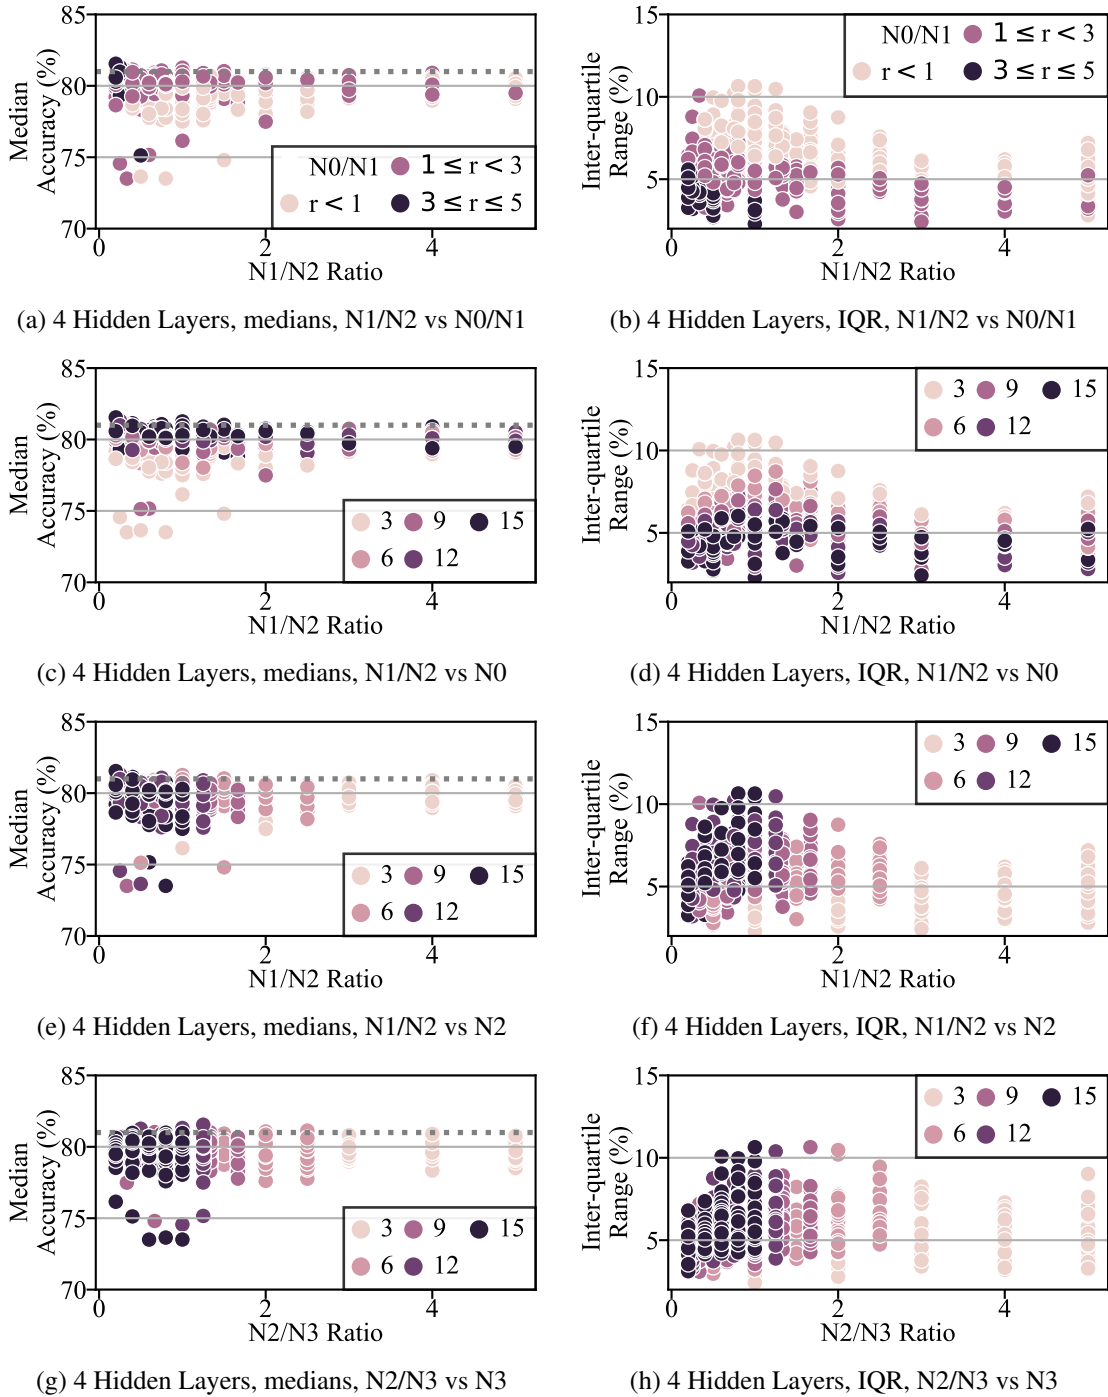 85
80
75
70
Median
Accuracy (%)
N0/N1
1 ≤ r < 3
r < 1
3 ≤ r ≤ 5
0
2
4
N1/N2 Ratio
(a) 4 Hidden Layers, medians, N1/N2 vs N0/N1
15
10
5
Inter-quartile
Range (%)
N0/N1
1 ≤ r < 3
r < 1
3 ≤ r ≤ 5
0
2
4
N1/N2 Ratio
(b) 4 Hidden Layers, IQR, N1/N2 vs N0/N1
85
80
75
70
Median
Accuracy (%)
3 9 15
6 12
0
2
4
N1/N2 Ratio
(c) 4 Hidden Layers, medians, N1/N2 vs N0
15
10
5
Inter-quartile
Range (%)
3 9 15
6 12
0
2
4
N1/N2 Ratio
(d) 4 Hidden Layers, IQR, N1/N2 vs N0
85
80
75
70
Median
Accuracy (%)
3 9 15
6 12
0
2
4
N1/N2 Ratio
(e) 4 Hidden Layers, medians, N1/N2 vs N2
15
10
5
Inter-quartile
Range (%)
3 9 15
6 12
0
2
4
N1/N2 Ratio
(f) 4 Hidden Layers, IQR, N1/N2 vs N2
85
80
75
70
Median
Accuracy (%)
3 9 15
6 12
0
2
4
N2/N3 Ratio
(g) 4 Hidden Layers, medians, N2/N3 vs N3
15
10
5
Inter-quartile
Range (%)
3 9 15
6 12
0
2
4
N2/N3 Ratio
(h) 4 Hidden Layers, IQR, N2/N3 vs N3